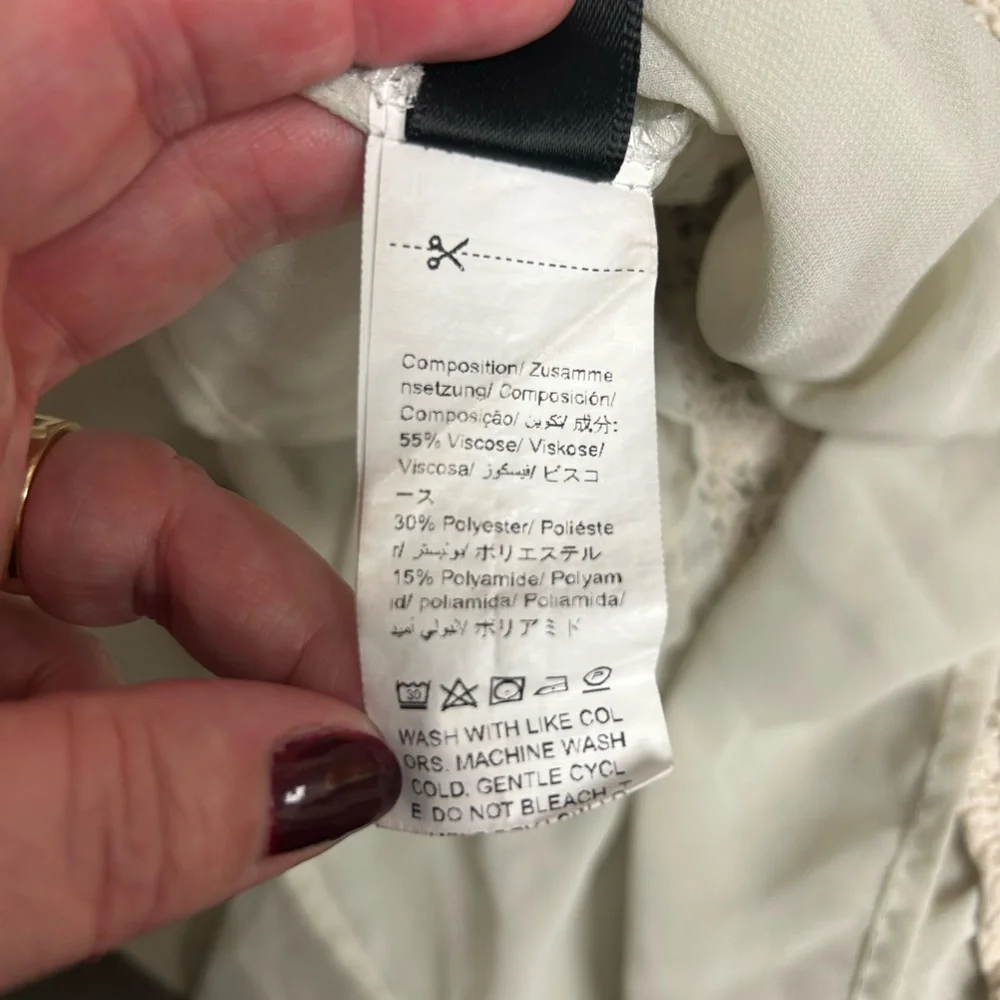 Composition/ Zusamme
nsetzung/ Composición/
Composição/ تكوين/ 成分:
55% Viscose/ Viskose/
Viscosa/ فيسكوز/ ビスコ
ース
30% Polyester/ Poliéste
r/ بوليستر/ ポリエステル
15% Polyamide/ Polyam
id/ poliamida/ Poliamida/
البولي أميد/ ポリアミド
30
P
WASH WITH LIKE COL
ORS. MACHINE WASH
COLD. GENTLE CYCL
E. DO NOT BLEACH.